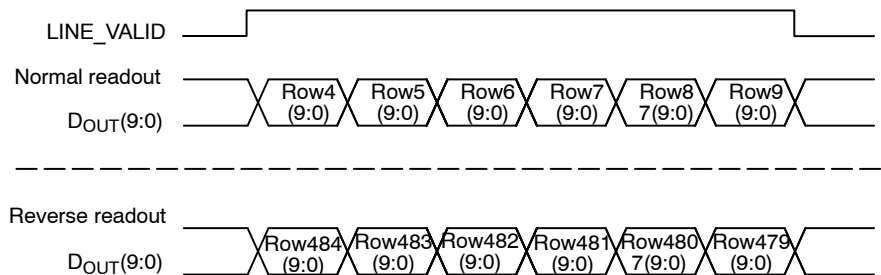 LINE_VALID
Normal readout
Row4 Row5 Row6 Row7 Row8 Row9
(9:0) (9:0) (9:0) (9:0) 7(9:0) (9:0)
DOUT(9:0)
Reverse readout
Row484 Row483 Row482 Row481 Row480 Row479
(9:0) (9:0) (9:0) (9:0) 7(9:0) (9:0)
DOUT(9:0)